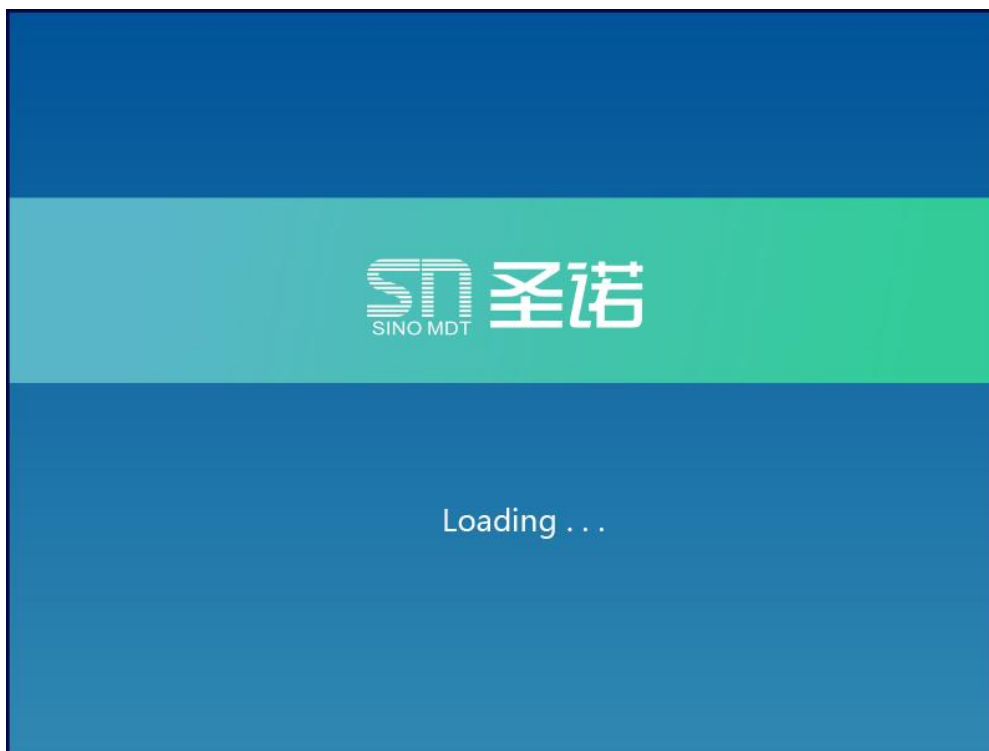 SN 圣诺
SINO MDT
Loading . . .